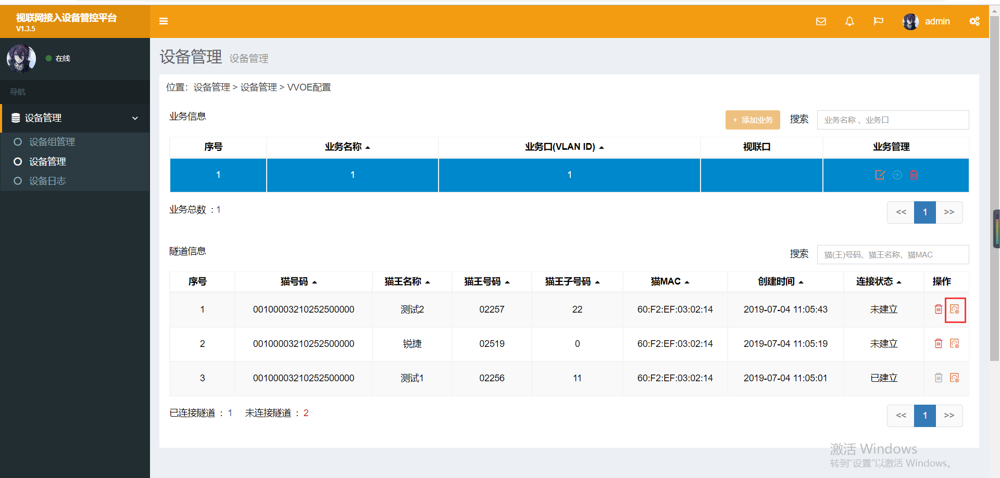 视联网接入设备管控平台
V1.3.5
admin
在线
导航
设备管理
设备组管理
设备管理
设备日志
设备管理 设备管理
位置：设备管理 > 设备管理 > VVOE配置
业务信息
+ 添加业务 搜索 业务名称 、业务口
序号 业务名称 业务口(VLAN ID) 视联口 业务管理
1 1 1
业务总数 : 1
<< 1 >>
隧道信息
搜索 猫(王)号码、猫王名称、猫MAC
序号 猫号码 猫王名称 猫王号码 猫王子号码 猫MAC 创建时间 连接状态 操作
1 00100003210252500000 测试2 02257 22 60:F2:EF:03:02:14 2019-07-04 11:05:43 未建立
2 00100003210252500000 锐捷 02519 0 60:F2:EF:03:02:14 2019-07-04 11:05:19 未建立
3 00100003210252500000 测试1 02256 11 60:F2:EF:03:02:14 2019-07-04 11:05:01 已建立
已连接隧道 : 1 未连接隧道 : 2
<< 1 >>
激活 Windows
转到“设置”以激活 Windows。